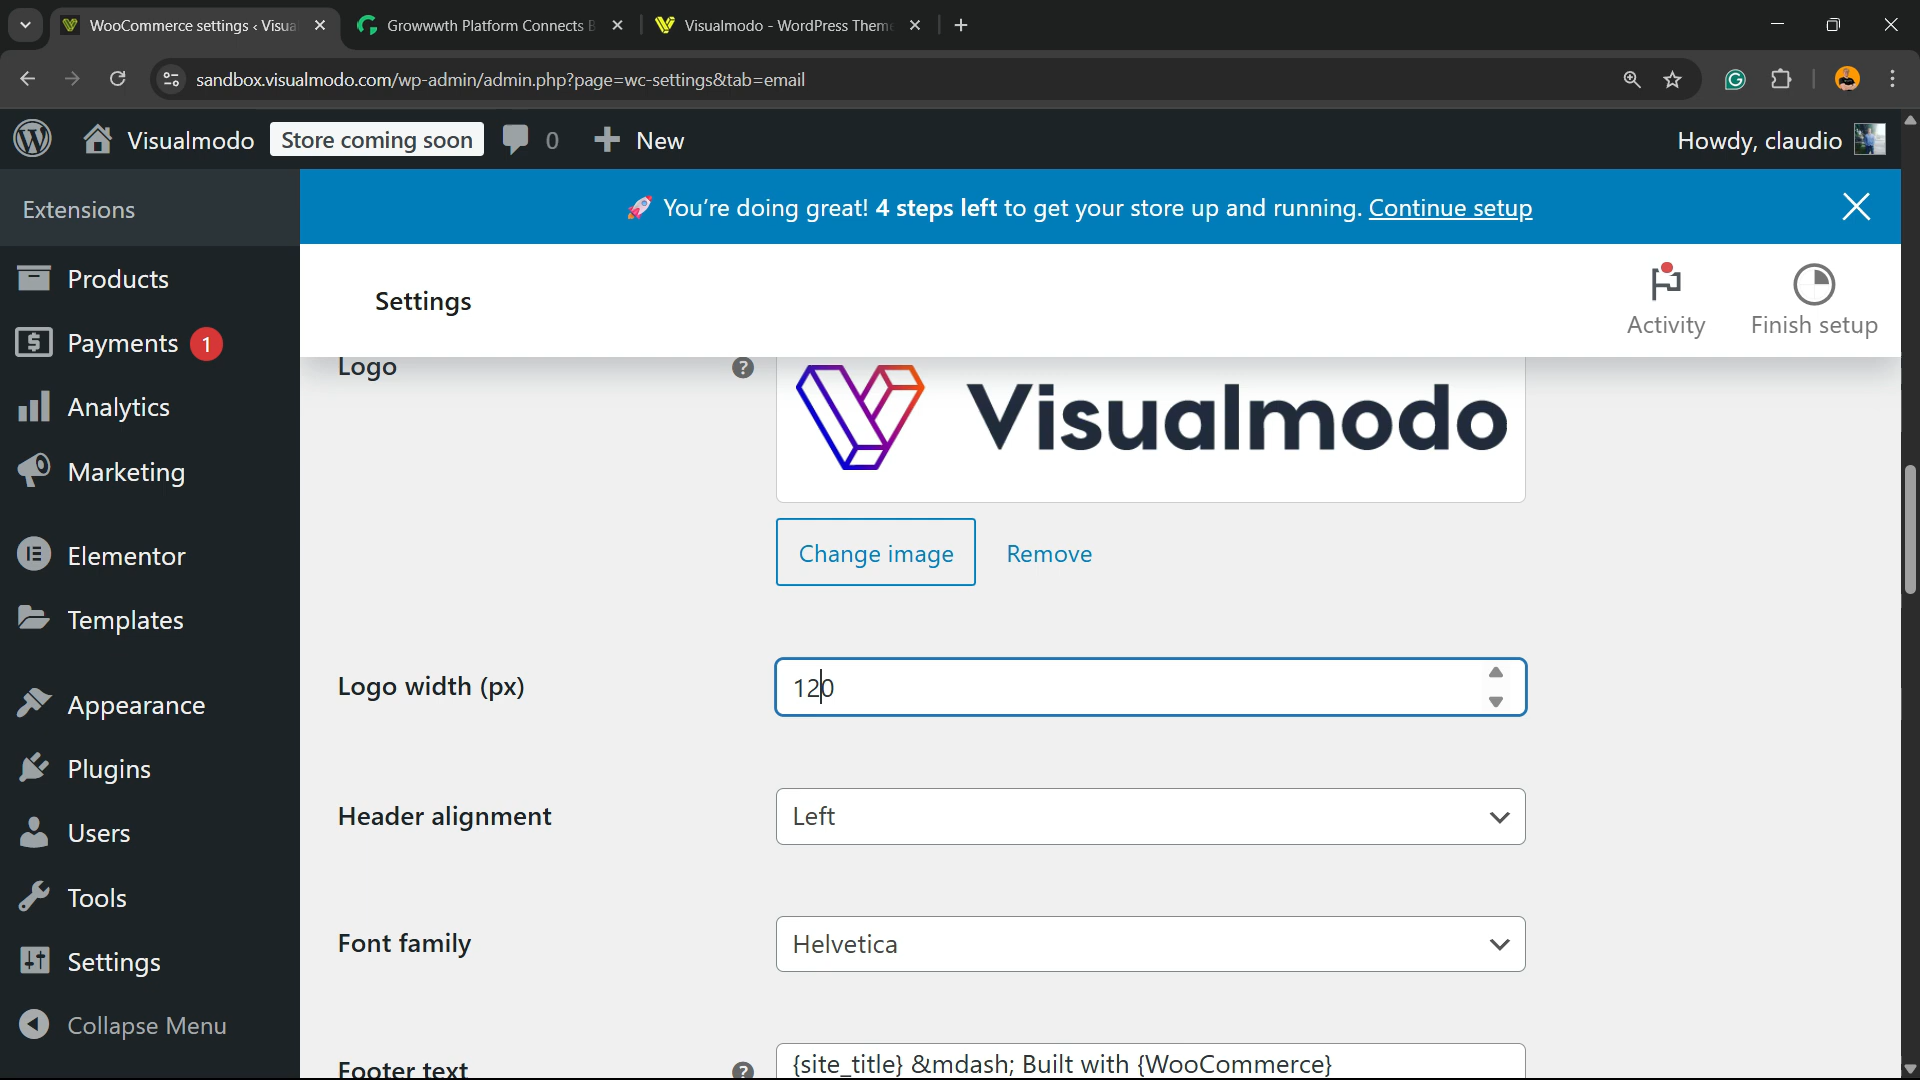 WooCommerce settings ‹ Visua
Growwwth Platform Connects B
Visualmodo - WordPress Theme
sandbox.visualmodo.com/wp-admin/admin.php?page=wc-settings&tab=email
Visualmodo
Store coming soon
0
New
Howdy, claudio
Extensions
🚀 You're doing great! 4 steps left to get your store up and running. Continue setup
Products
Settings
Activity
Finish setup
Payments 1
Logo
Visualmodo
Analytics
Marketing
Change image
Remove
Elementor
Templates
Logo width (px)
120
Appearance
Plugins
Header alignment
Left
Users
Tools
Font family
Helvetica
Settings
Collapse Menu
Footer text
{site_title} &mdash; Built with {WooCommerce}